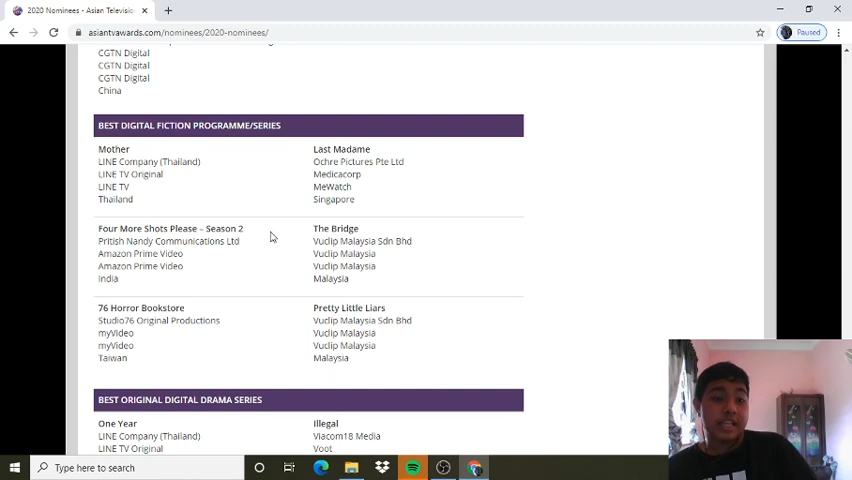 2020 Nominees - Asian Televisio
asiantvawards.com/nominees/2020-nominees/
Paused
CGTN Digital
CGTN Digital
CGTN Digital
China
BEST DIGITAL FICTION PROGRAMME/SERIES
Mother
LINE Company (Thailand)
LINE TV Original
LINE TV
Thailand
Last Madame
Ochre Pictures Pte Ltd
Medicacorp
MeWatch
Singapore
Four More Shots Please – Season 2
Pritish Nandy Communications Ltd
Amazon Prime Video
Amazon Prime Video
India
The Bridge
Vuclip Malaysia Sdn Bhd
Vuclip Malaysia
Vuclip Malaysia
Malaysia
76 Horror Bookstore
Studio76 Original Productions
myVideo
myVideo
Taiwan
Pretty Little Liars
Vuclip Malaysia Sdn Bhd
Vuclip Malaysia
Vuclip Malaysia
Malaysia
BEST ORIGINAL DIGITAL DRAMA SERIES
One Year
LINE Company (Thailand)
LINE TV Original
Illegal
Viacom18 Media
Voot
Type here to search